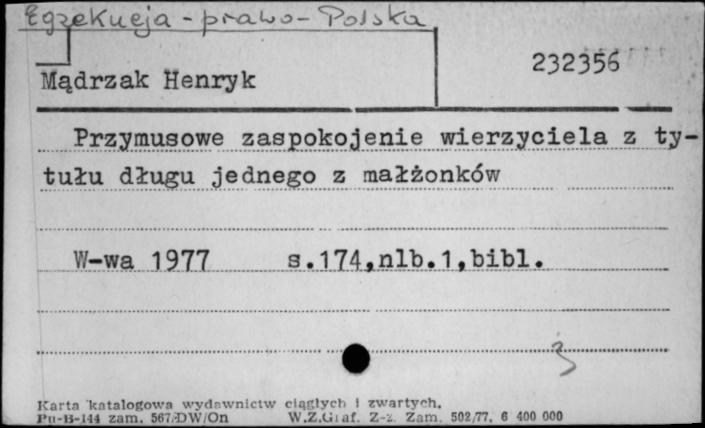 Egzekucja - prawo - Polska
232356
Mądrzak Henryk
Przymusowe zaspokojenie wierzyciela z ty-
tułu długu jednego z małżonków
W-wa 1977 s.174,nlb.1,bibl.
3
Karta katalogowa wydawnictw ciągłych i zwartych,
Pu-B-144 zam. 567/DW/On W.Z.Graf. Z-z. Zam. 502/77. 6 400 000